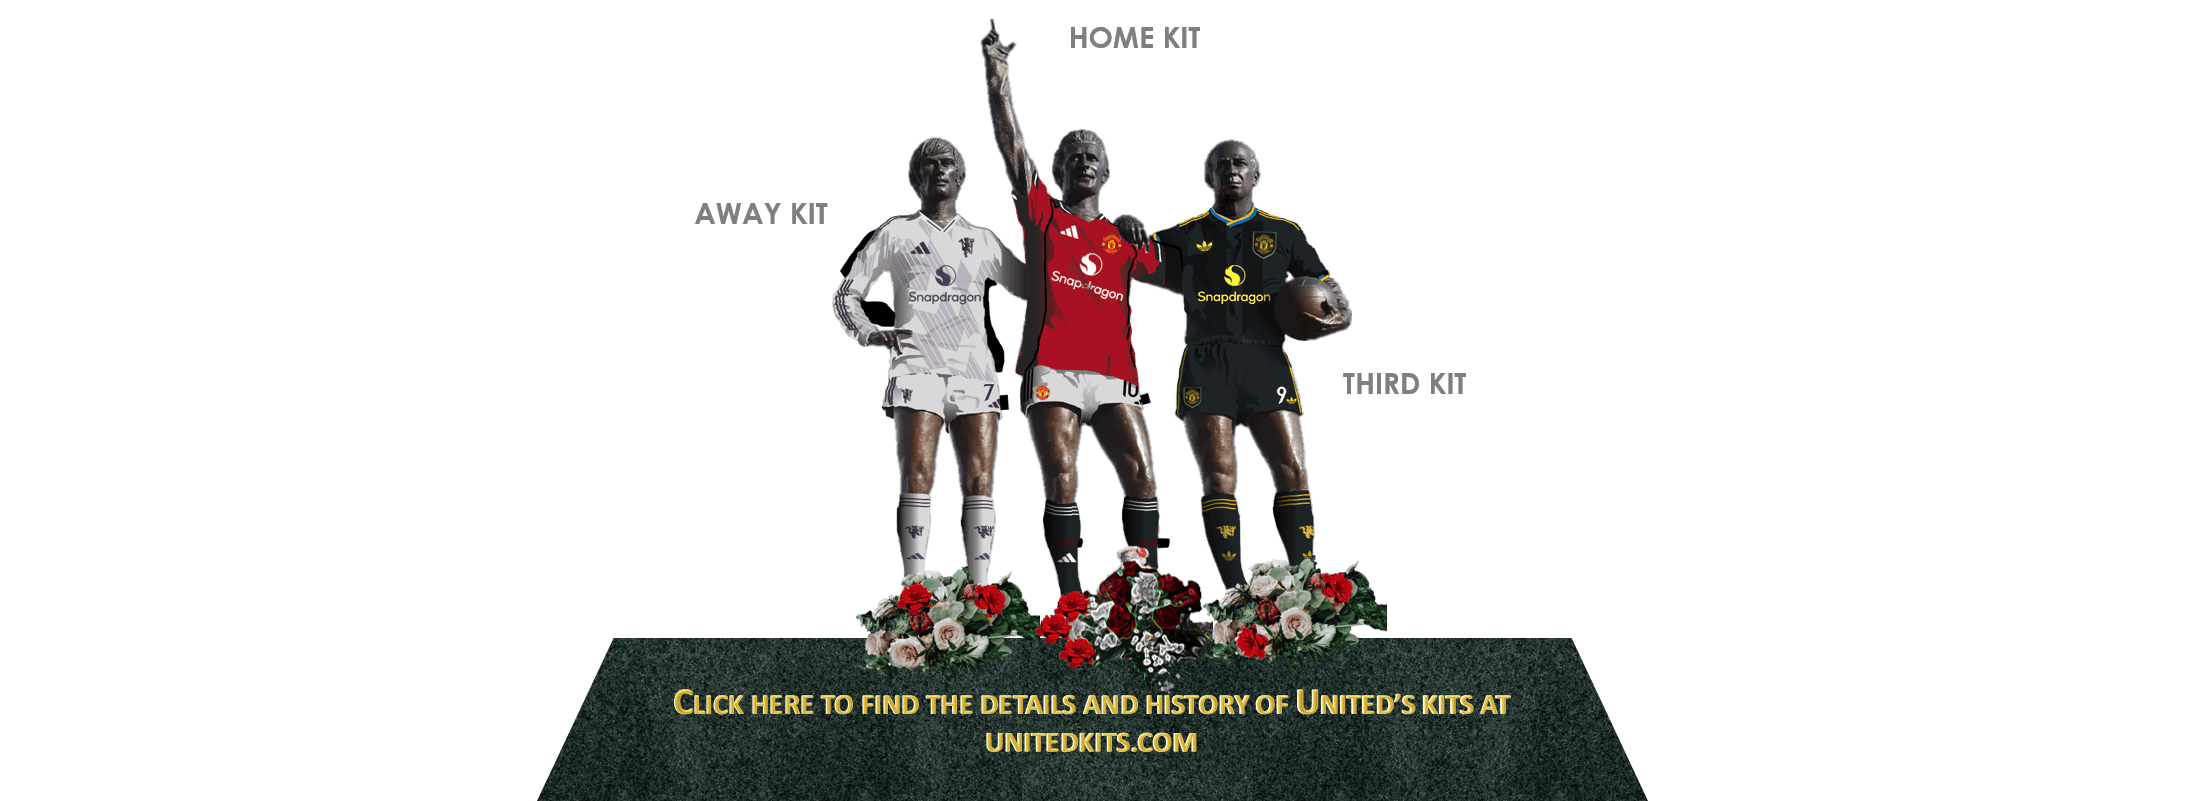 HOME KIT
AWAY KIT
Snapdragon
Snapdragon
Snapdragon
THIRD KIT
7
10
9
CLICK HERE TO FIND THE DETAILS AND HISTORY OF UNITED'S KITS AT
UNITEDKITS.COM